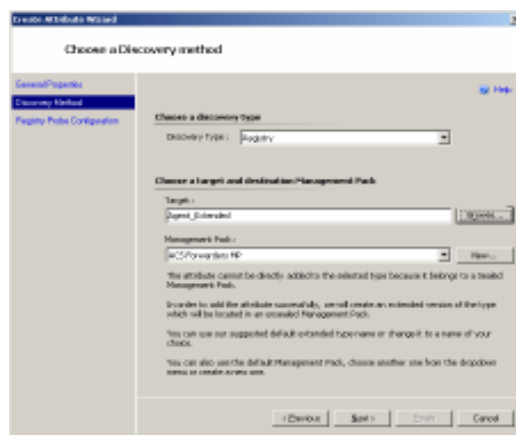 Create Attribute Wizard
Choose a Discovery method
General Properties
Discovery Method
Registry Probe Configuration
Help
Choose a discovery type
Discovery Type :
Registry
Choose a target and destination Management Pack
Target :
Agent_Extended
Browse...
Management Pack :
ACS Forwarders MP
New...
The attribute cannot be directly added to the selected type because it belongs to a Sealed
Management Pack.
In order to add the attribute successfully, we will create an extended version of the type
which will be located in an unsealed Management Pack.
You can use our suggested default extended type name or change it to a name of your
choice.
You can also use the default Management Pack, choose another one from the dropdown
menu or create a new one.
< Previous
Next >
Cancel